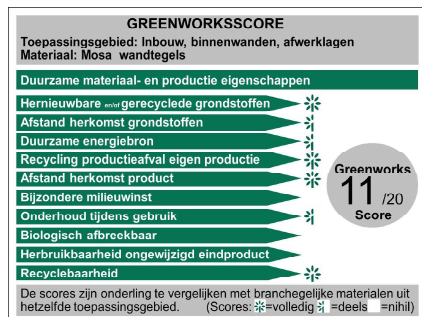 GREENWORKSSCORE
Toepassingsgebied: Inbouw, binnenwanden, afwerklagen
Materiaal: Mosa wandtegels
Duurzame materiaal- en productie eigenschappen
Hernieuwbare en/of gerecyclede grondstoffen
Afstand herkomst grondstoffen
Duurzame energiebron
Recycling productieafval eigen productie
Afstand herkomst product
Bijzondere milieuwinst
Onderhoud tijdens gebruik
Biologisch afbreekbaar
Herbruikbaarheid ongewijzigd eindproduct
Recyclebaarheid
Greenworks
11 /20
Score
De scores zijn onderling te vergelijken met branchegelijke materialen uit
hetzelfde toepassingsgebied. (Scores: =volledig =deels =nihil)